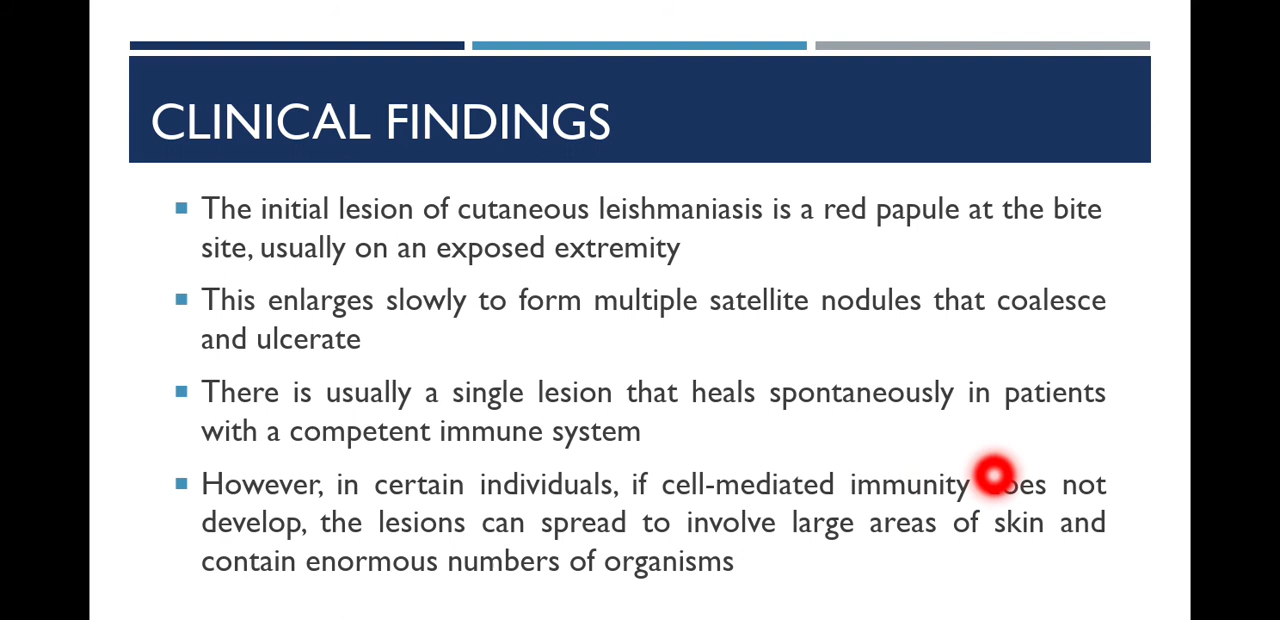 CLINICAL FINDINGS
The initial lesion of cutaneous leishmaniasis is a red papule at the bite
site, usually on an exposed extremity
This enlarges slowly to form multiple satellite nodules that coalesce
and ulcerate
There is usually a single lesion that heals spontaneously in patients
with a competent immune system
However, in certain individuals, if cell-mediated immunity does not
develop, the lesions can spread to involve large areas of skin and
contain enormous numbers of organisms